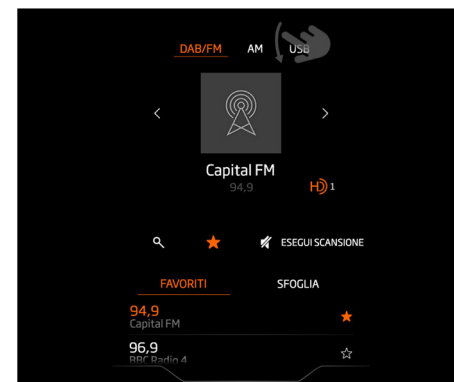 DAB/FM AM USB
Capital FM
94,9
HD 1
ESEGUI SCANSIONE
FAVORITI SFOGLIA
94,9
Capital FM
96,9
BBC Radio 4